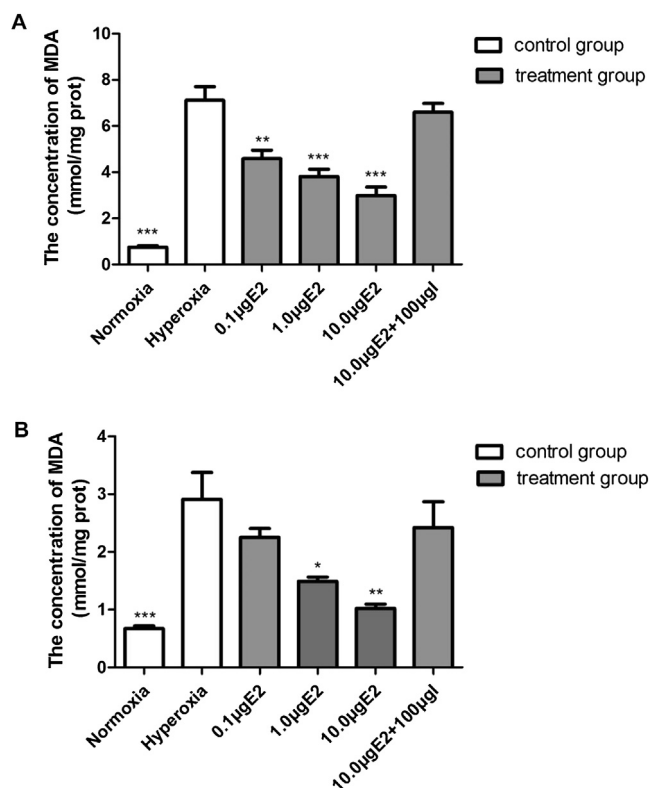 A
The concentration of MDA
(mmol/mg prot)
10
8
6
4
2
0
***
**
***
***
Normoxia
Hyperoxia
0.1µgE2
1.0µgE2
10.0µgE2
10.0µgE2+100µgI
control group
treatment group
B
The concentration of MDA
(mmol/mg prot)
4
3
2
1
0
***
*
**
Normoxia
Hyperoxia
0.1µgE2
1.0µgE2
10.0µgE2
10.0µgE2+100µgI
control group
treatment group